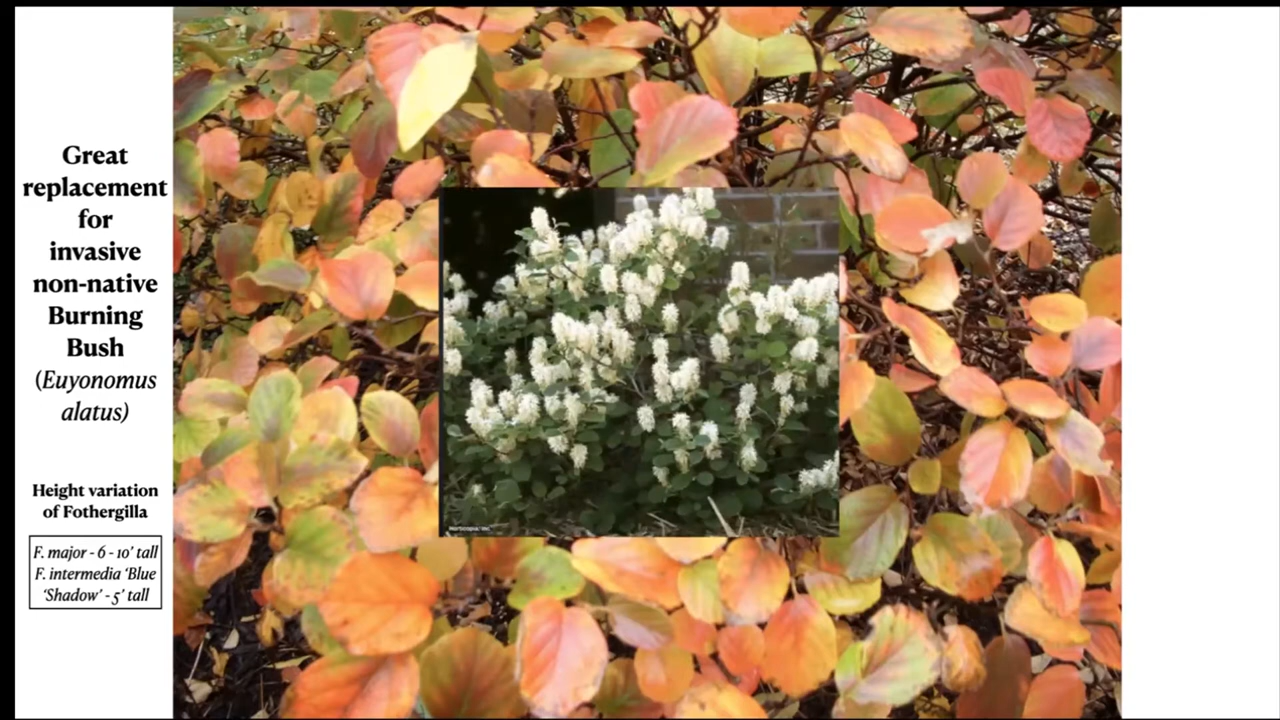 Great
replacement
for
invasive
non-native
Burning
Bush
(Euyonomus
alatus)
Height variation
of Fothergilla
F. major - 6 - 10' tall
F. intermedia 'Blue
'Shadow' - 5' tall